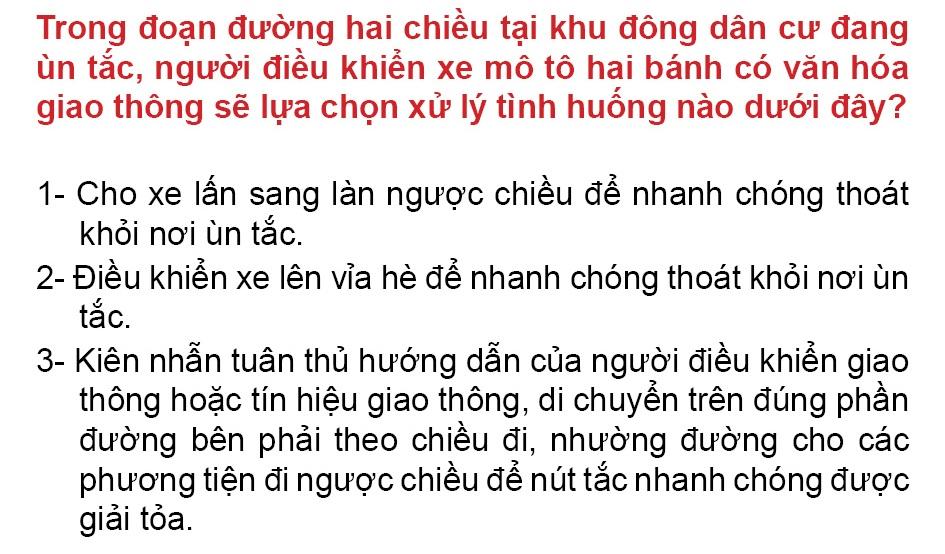 Trong đoạn đường hai chiều tại khu đông dân cư đang
ùn tắc, người điều khiển xe mô tô hai bánh có văn hóa
giao thông sẽ lựa chọn xử lý tình huống nào dưới đây?
1- Cho xe lấn sang làn ngược chiều để nhanh chóng thoát
khỏi nơi ùn tắc.
2- Điều khiển xe lên vỉa hè để nhanh chóng thoát khỏi nơi ùn
tắc.
3- Kiên nhẫn tuân thủ hướng dẫn của người điều khiển giao
thông hoặc tín hiệu giao thông, di chuyển trên đúng phần
đường bên phải theo chiều đi, nhường đường cho các
phương tiện đi ngược chiều để nút tắc nhanh chóng được
giải tỏa.